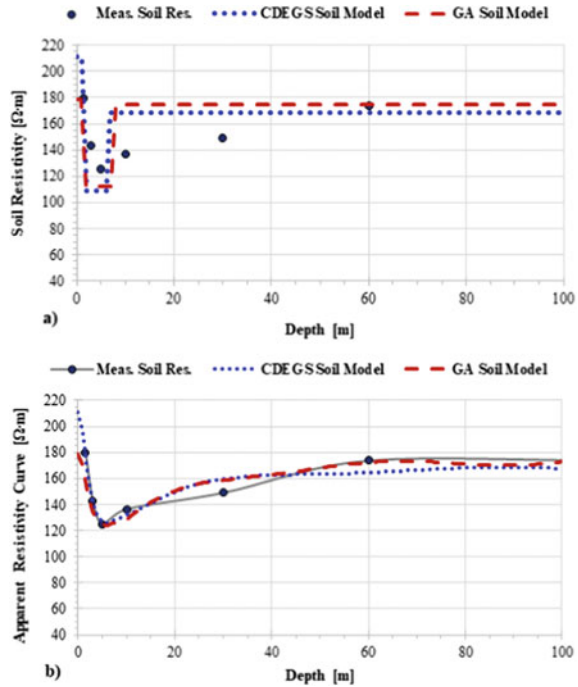 Meas. Soil Res. CDEGS Soil Model GA Soil Model
Soil Resistivity [Ω·m]
220
200
180
160
140
120
100
80
60
40
0 20 40 60 80 100
a)
Depth [m]
Meas. Soil Res. CDEGS Soil Model GA Soil Model
Apparent Resistivity Curve [Ω·m]
220
200
180
160
140
120
100
80
60
40
0 20 40 60 80 100
b)
Depth [m]